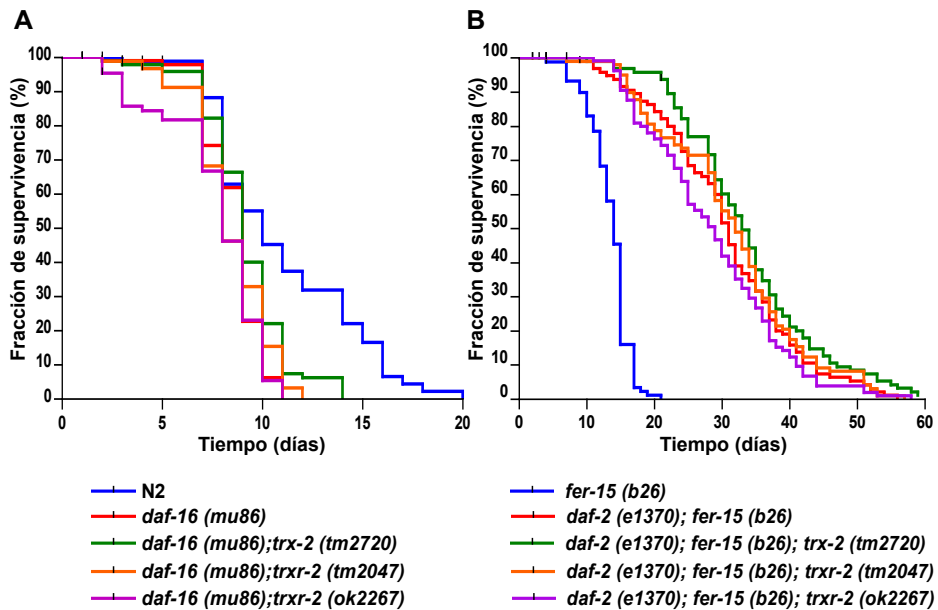 A
Fracción de supervivencia (%)
100
90
80
70
60
50
40
30
20
10
0
0
5
10
15
20
Tiempo (días)
N2
daf-16 (mu86)
daf-16 (mu86);trx-2 (tm2720)
daf-16 (mu86);trxr-2 (tm2047)
daf-16 (mu86);trxr-2 (ok2267)
B
Fracción de supervivencia (%)
100
90
80
70
60
50
40
30
20
10
0
0
10
20
30
40
50
60
Tiempo (días)
fer-15 (b26)
daf-2 (e1370); fer-15 (b26)
daf-2 (e1370); fer-15 (b26); trx-2 (tm2720)
daf-2 (e1370); fer-15 (b26); trxr-2 (tm2047)
daf-2 (e1370); fer-15 (b26); trxr-2 (ok2267)